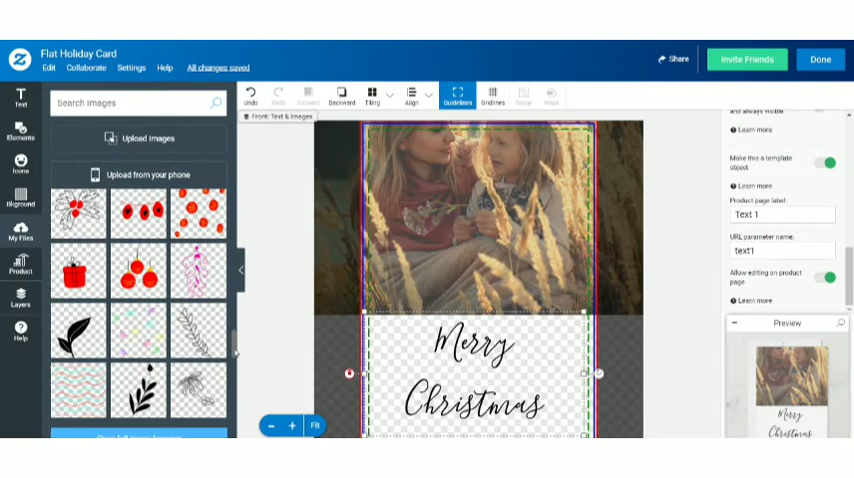 Flat Holiday Card
Edit Collaborate Settings Help All changes saved
Share
Invite Friends
Done
Text
Elements
Icons
Bkground
My Files
Product
Layers
Help
Search Images
Upload Images
Upload from your phone
Undo Redo Forward Backward Tiling Align Guidelines Gridlines Group Mask
Front: Text & Images
Merry
Christmas
Fit
and always visible
Learn more
Make this a template
object
Learn more
Product page label:
Text 1
URL parameter name:
text1
Allow editing on product
page
Learn more
Preview
Merry
Christmas